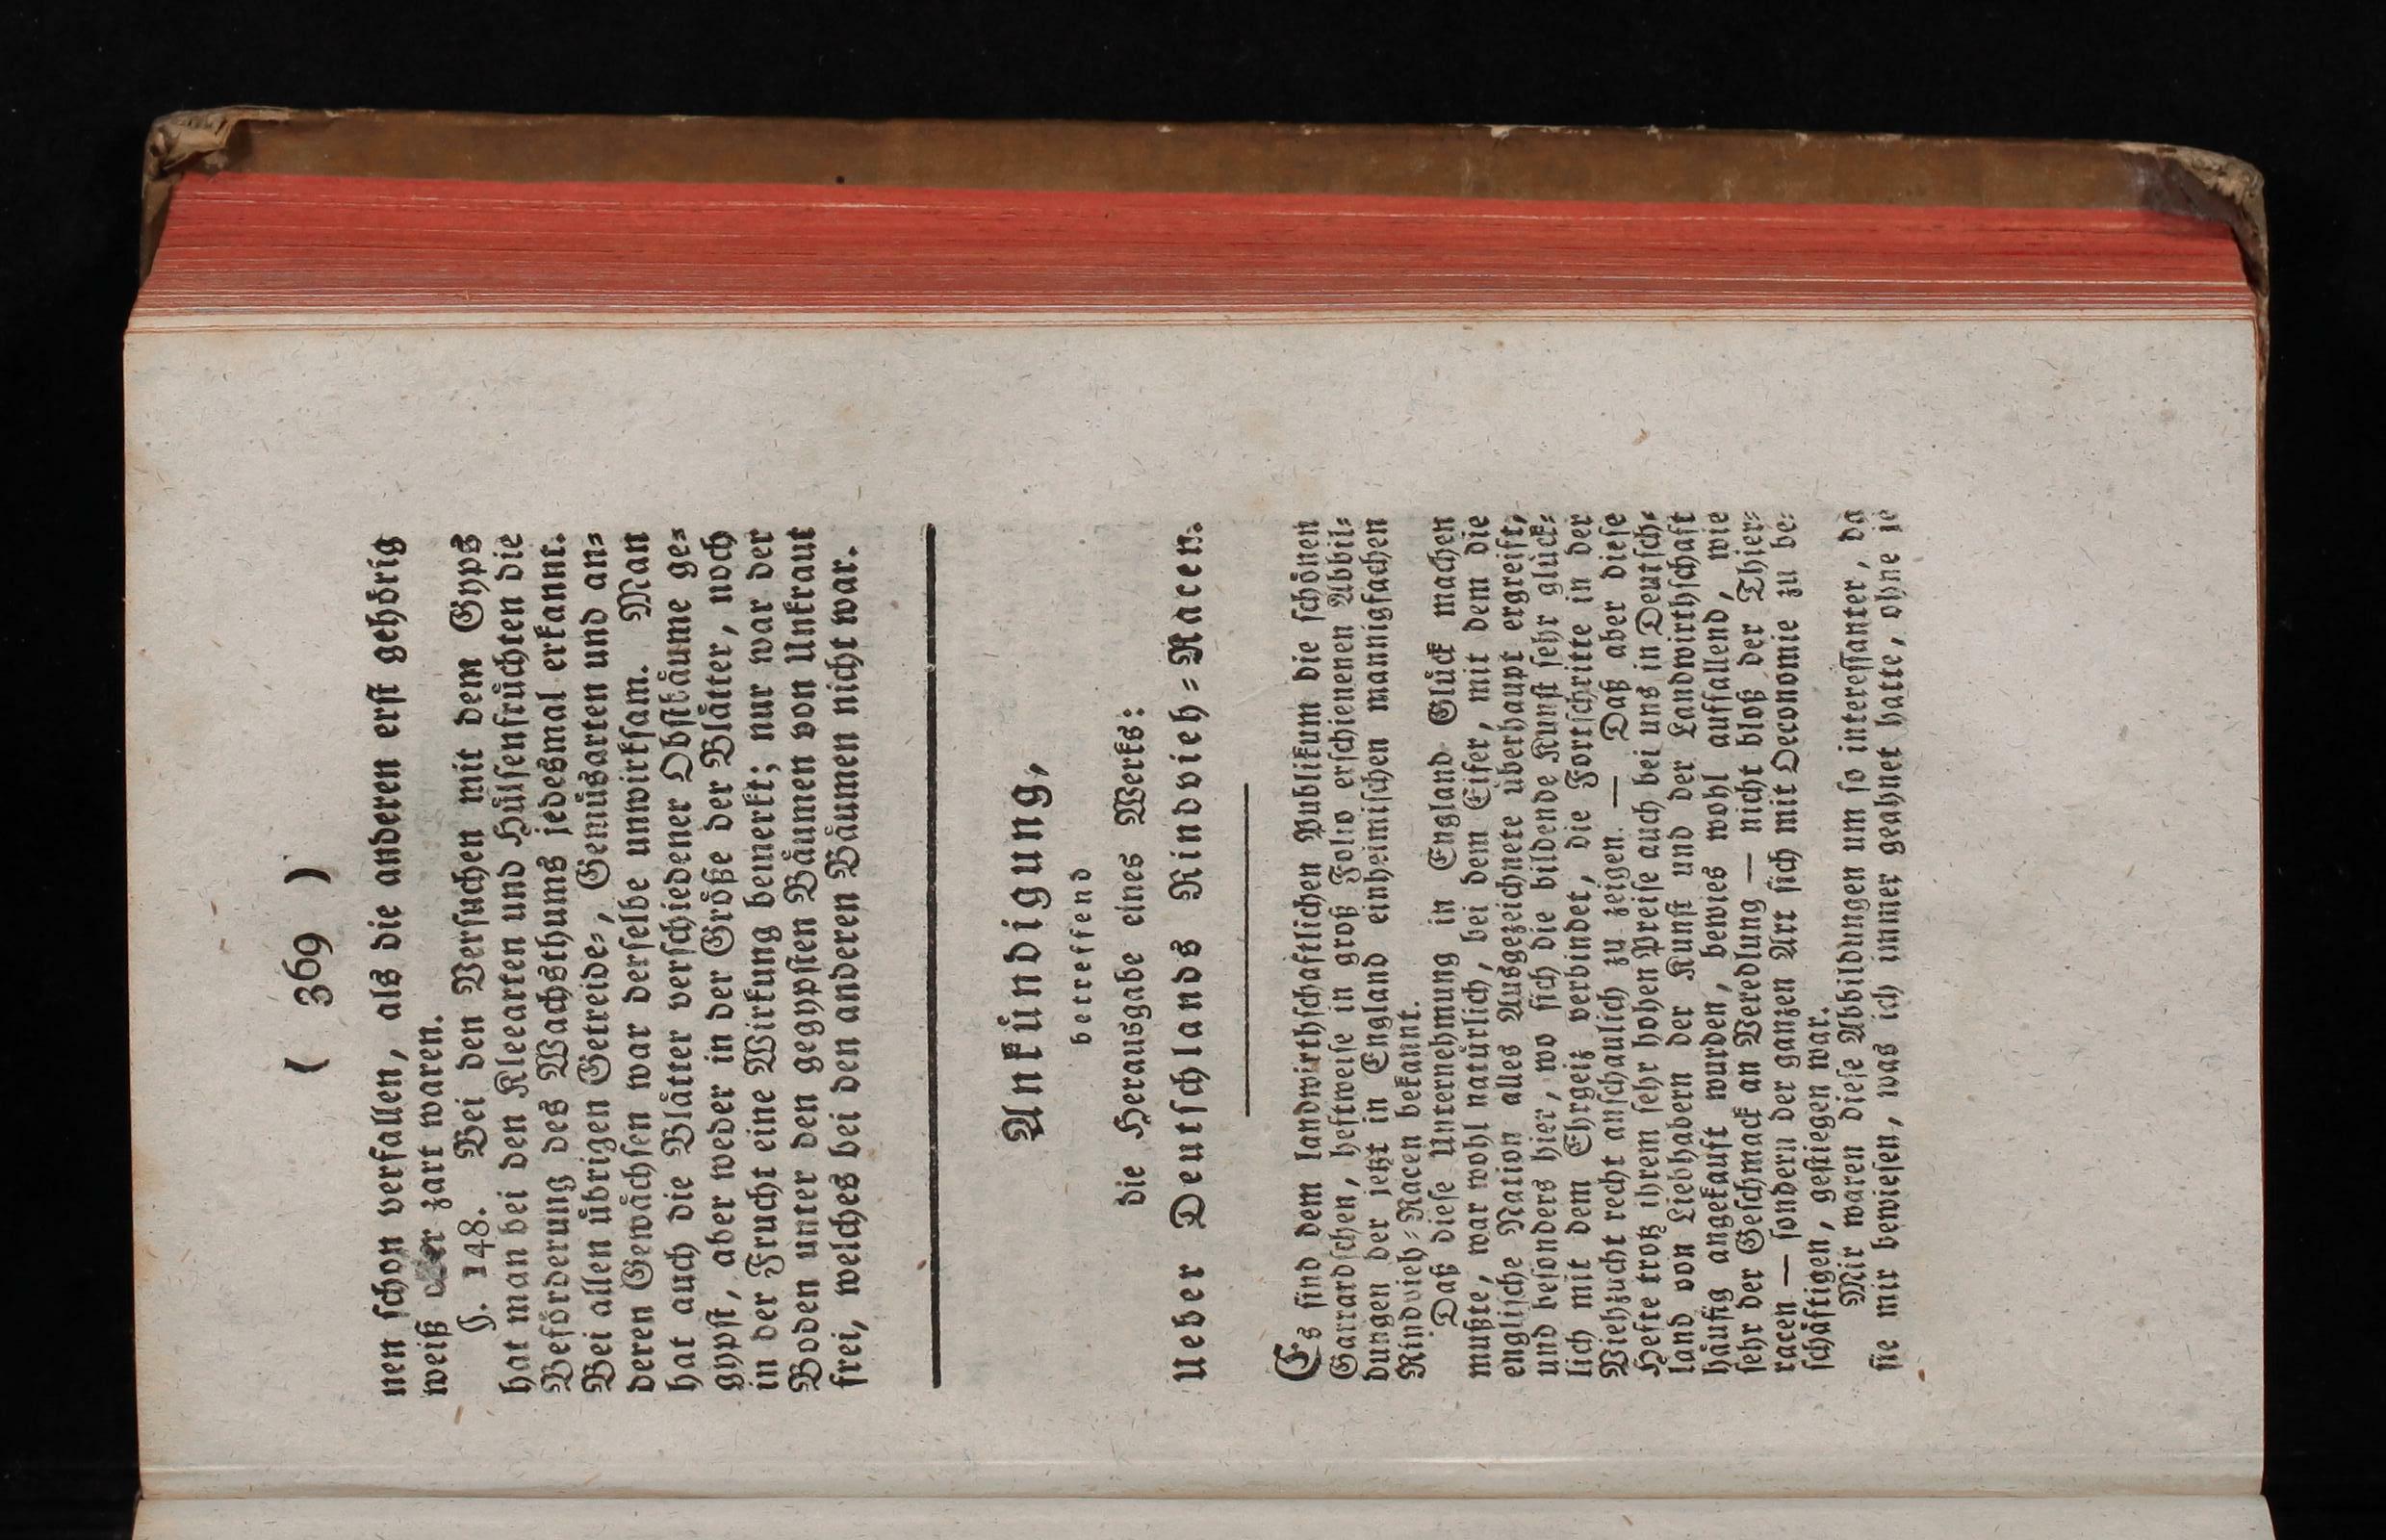 ( 369 )
nen schon verfallen, als die anderen erst gehörig
weiß oder zart waren.
§. 148. Bei den Versuchen mit dem Gyps
hat man bei den Kleearten und Hülsenfrüchten die
Beförderung des Wachsthums jedesmal erkannt.
Bei allen übrigen Getreide-, Gemüsarten und an-
deren Gewächsen war derselbe unwirksam. Man
hat auch die Blätter verschiedener Obstbäume ge-
gypst, aber weder in der Größe der Blätter, noch
in der Frucht eine Wirkung bemerkt; nur war der
Boden unter den gegypsten Bäumen von Unkraut
frei, welches bei den anderen Bäumen nicht war.
Ankündigung,
betreffend
die Herausgabe eines Werks:
Ueber Deutschlands Rindvieh-Racen.
Es sind dem landwirthschaftlichen Publikum die schönen
Garrardschen, heftweise in groß Folio erschienenen Abbil-
dungen der jetzt in England einheimischen mannigfachen
Rindvieh-Racen bekannt.
Daß diese Unternehmung in England Glück machen
mußte, war wohl natürlich, bei dem Eifer, mit dem die
englische Nation alles Ausgezeichnete überhaupt ergreift,
und besonders hier, wo sich die bildende Kunst sehr glück-
lich mit dem Ehrgeiz verbindet, die Fortschritte in der
Viehzucht recht anschaulich zu zeigen. — Daß aber diese
Hefte trotz ihrem sehr hohen Preise auch bei uns in Deutsch-
land von Liebhabern der Kunst und der Landwirthschaft
häufig angekauft wurden, bewies wohl auffallend, wie
sehr der Geschmack an Veredlung — nicht bloß der Thier-
racen — sondern der ganzen Art sich mit Oeconomie zu be-
schäftigen, gestiegen war.
Mir waren diese Abbildungen um so interessanter, da
sie mir bewiesen, was ich immer geahnet hatte, ohne je